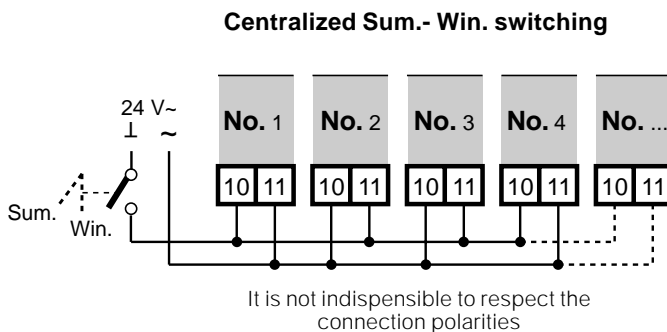 Centralized Sum.- Win. switching
24 V~
⊥ ~
No. 1 No. 2 No. 3 No. 4 No. ...
10 11 10 11 10 11 10 11 10 11
Sum.
Win.
It is not indispensible to respect the
connection polarities